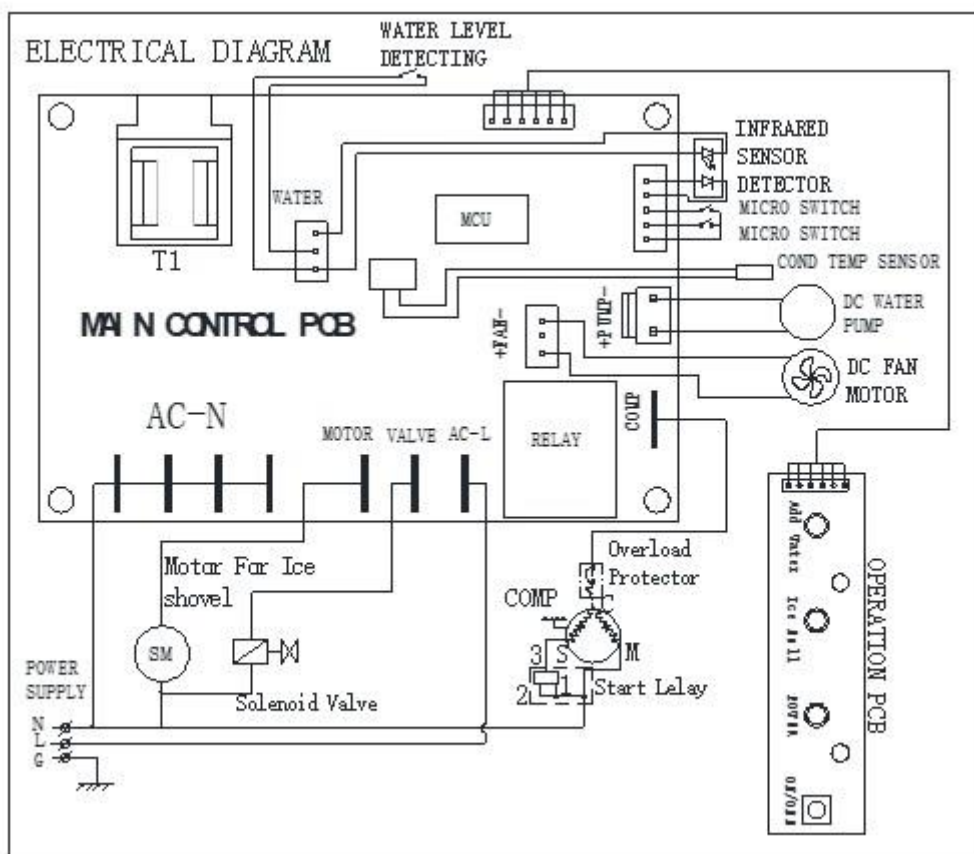 ELECTRICAL DIAGRAM
WATER LEVEL
DETECTING
INFRARED
SENSOR
DETECTOR
MICRO SWITCH
MICRO SWITCH
WATER
MCU
T1
COND TEMP SENSOR
MAIN CONTROL PCB
+FAN-
+PUMP-
DC WATER
PUMP
DC FAN
MOTOR
AC-N
MOTOR
VALVE
AC-L
RELAY
COMP
Motor For Ice
shovel
Overload
Protector
COMP
SM
3
S
M
2
1
Start Lelay
POWER
SUPPLY
Solenoid Valve
N
L
G
Add Water
POWER
ON/OFF
OPERATION PCB